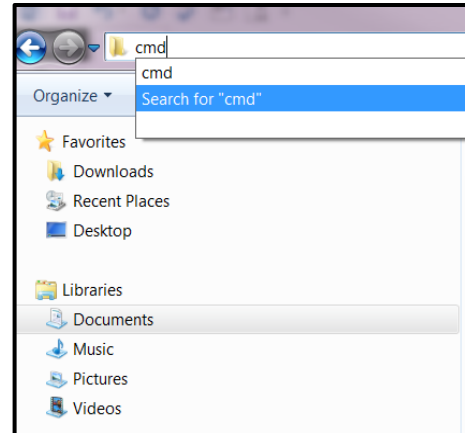 cmd
cmd
Search for "cmd"
Organize
Favorites
Downloads
Recent Places
Desktop
Libraries
Documents
Music
Pictures
Videos